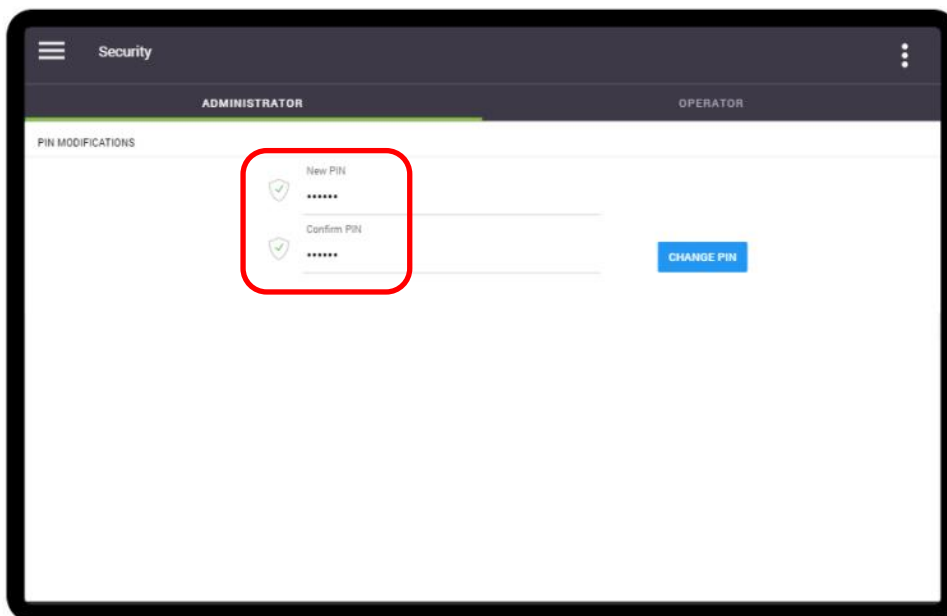 Security
ADMINISTRATOR
OPERATOR
PIN MODIFICATIONS
New PIN
••••••
Confirm PIN
••••••
CHANGE PIN